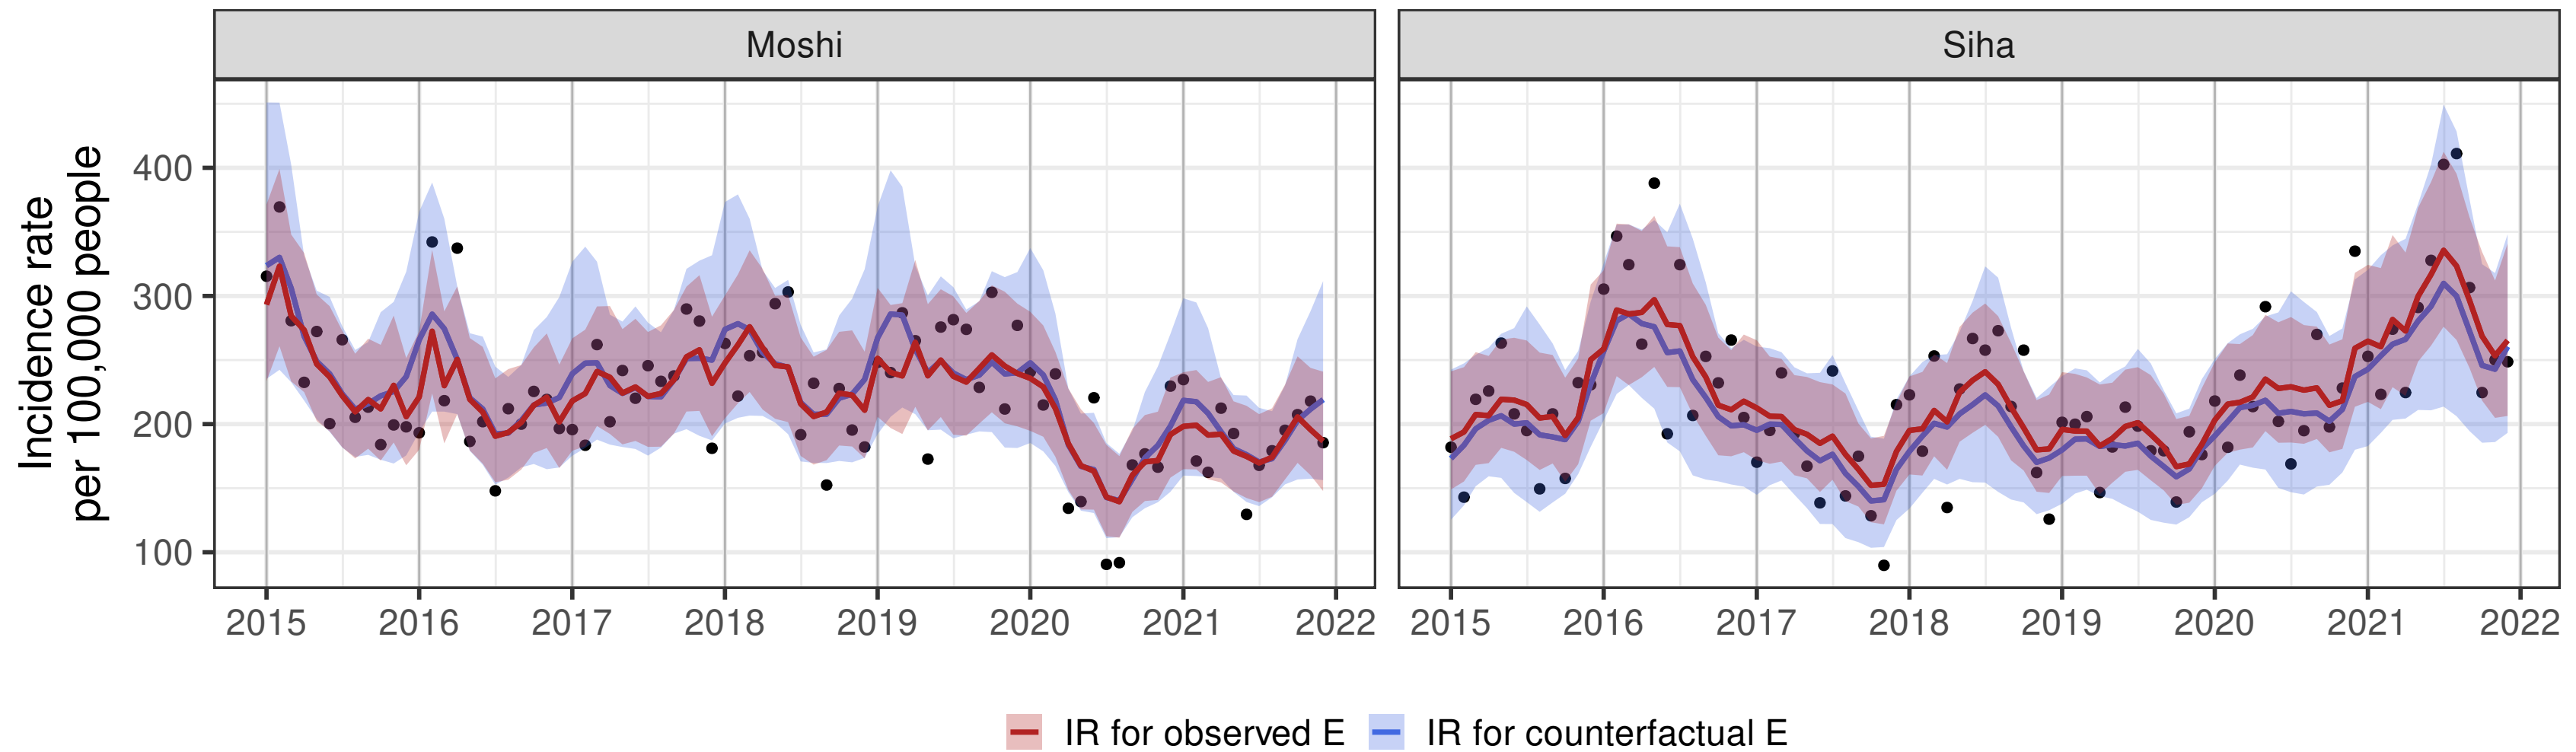 Moshi
Siha
Incidence rate
per 100,000 people
400
300
200
100
2015 2016 2017 2018 2019 2020 2021 2022
2015 2016 2017 2018 2019 2020 2021 2022
IR for observed E
IR for counterfactual E